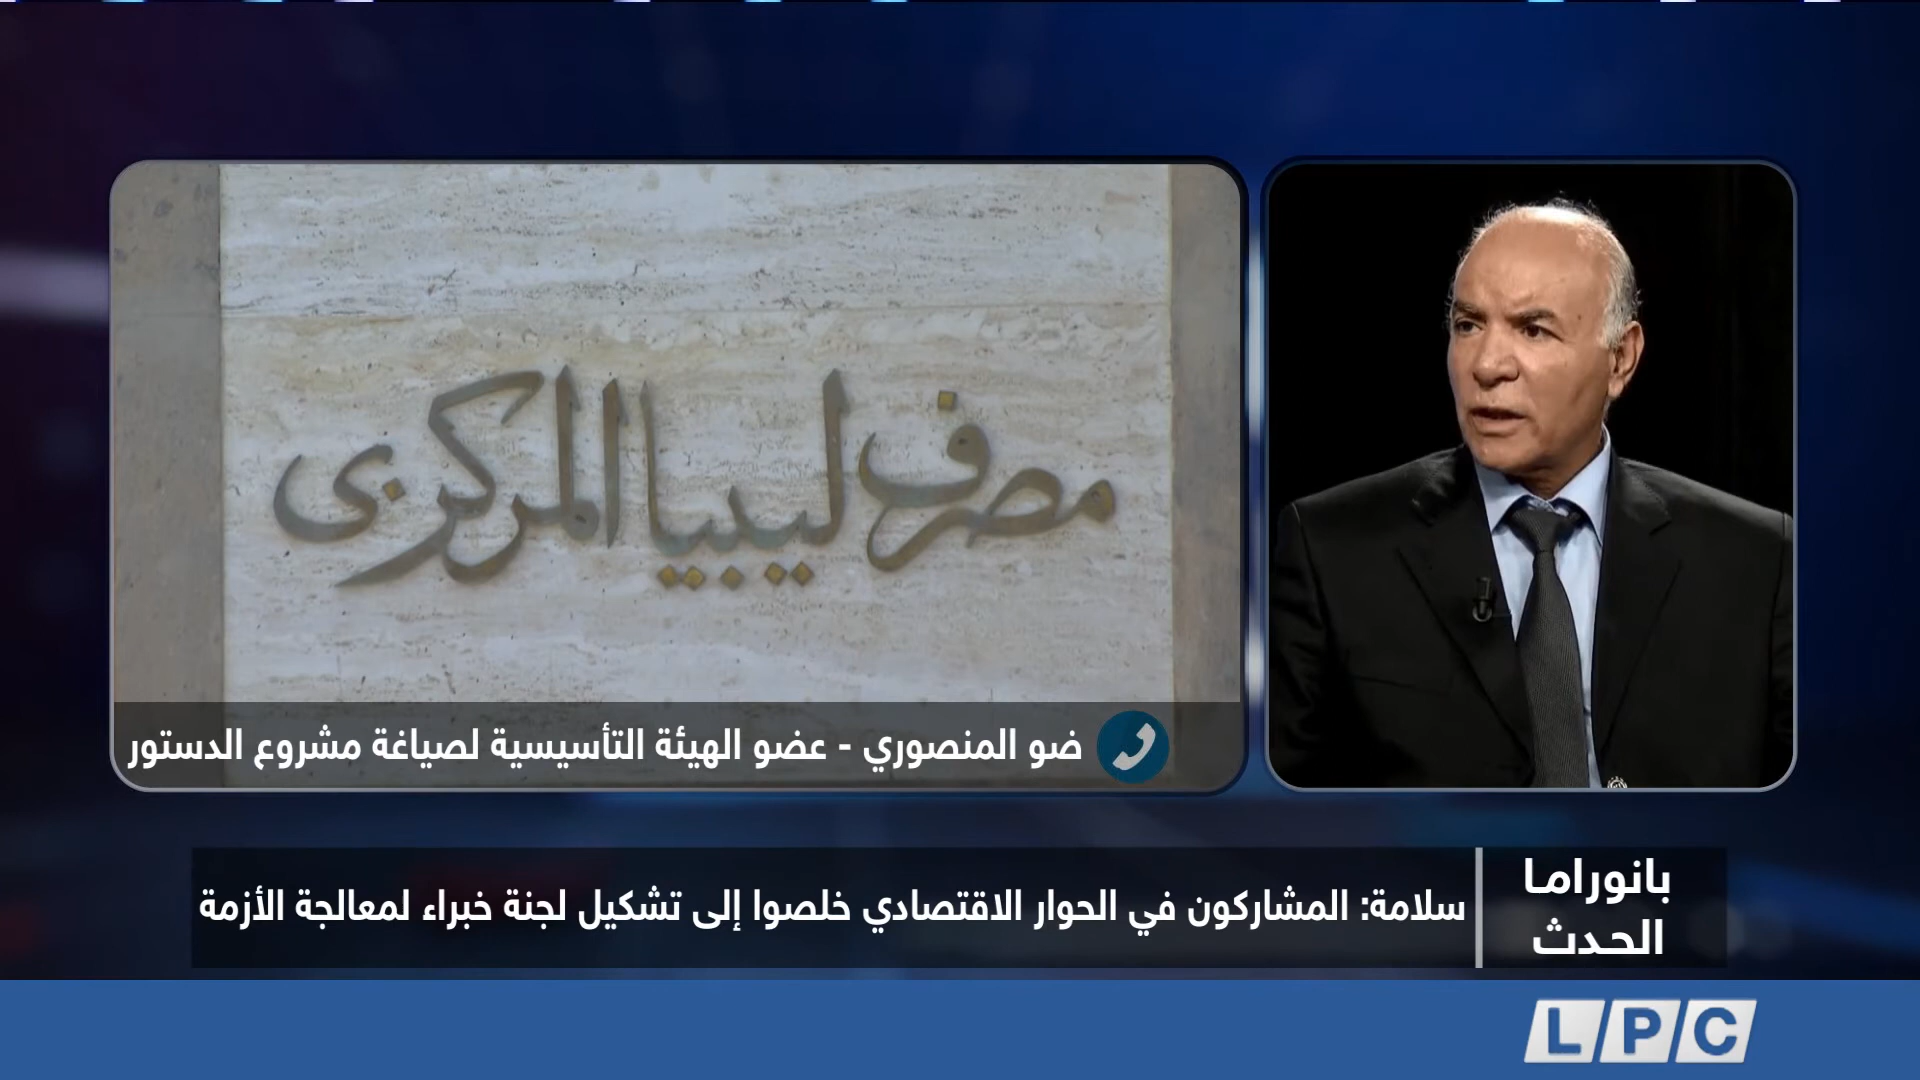 مصرف ليبيا المركزي
ضو المنصوري - عضو الهيئة التأسيسية لصياغة مشروع الدستور
بانوراما
الحدث
سلامة: المشاركون في الحوار الاقتصادي خلصوا إلى تشكيل لجنة خبراء لمعالجة الأزمة
LPC